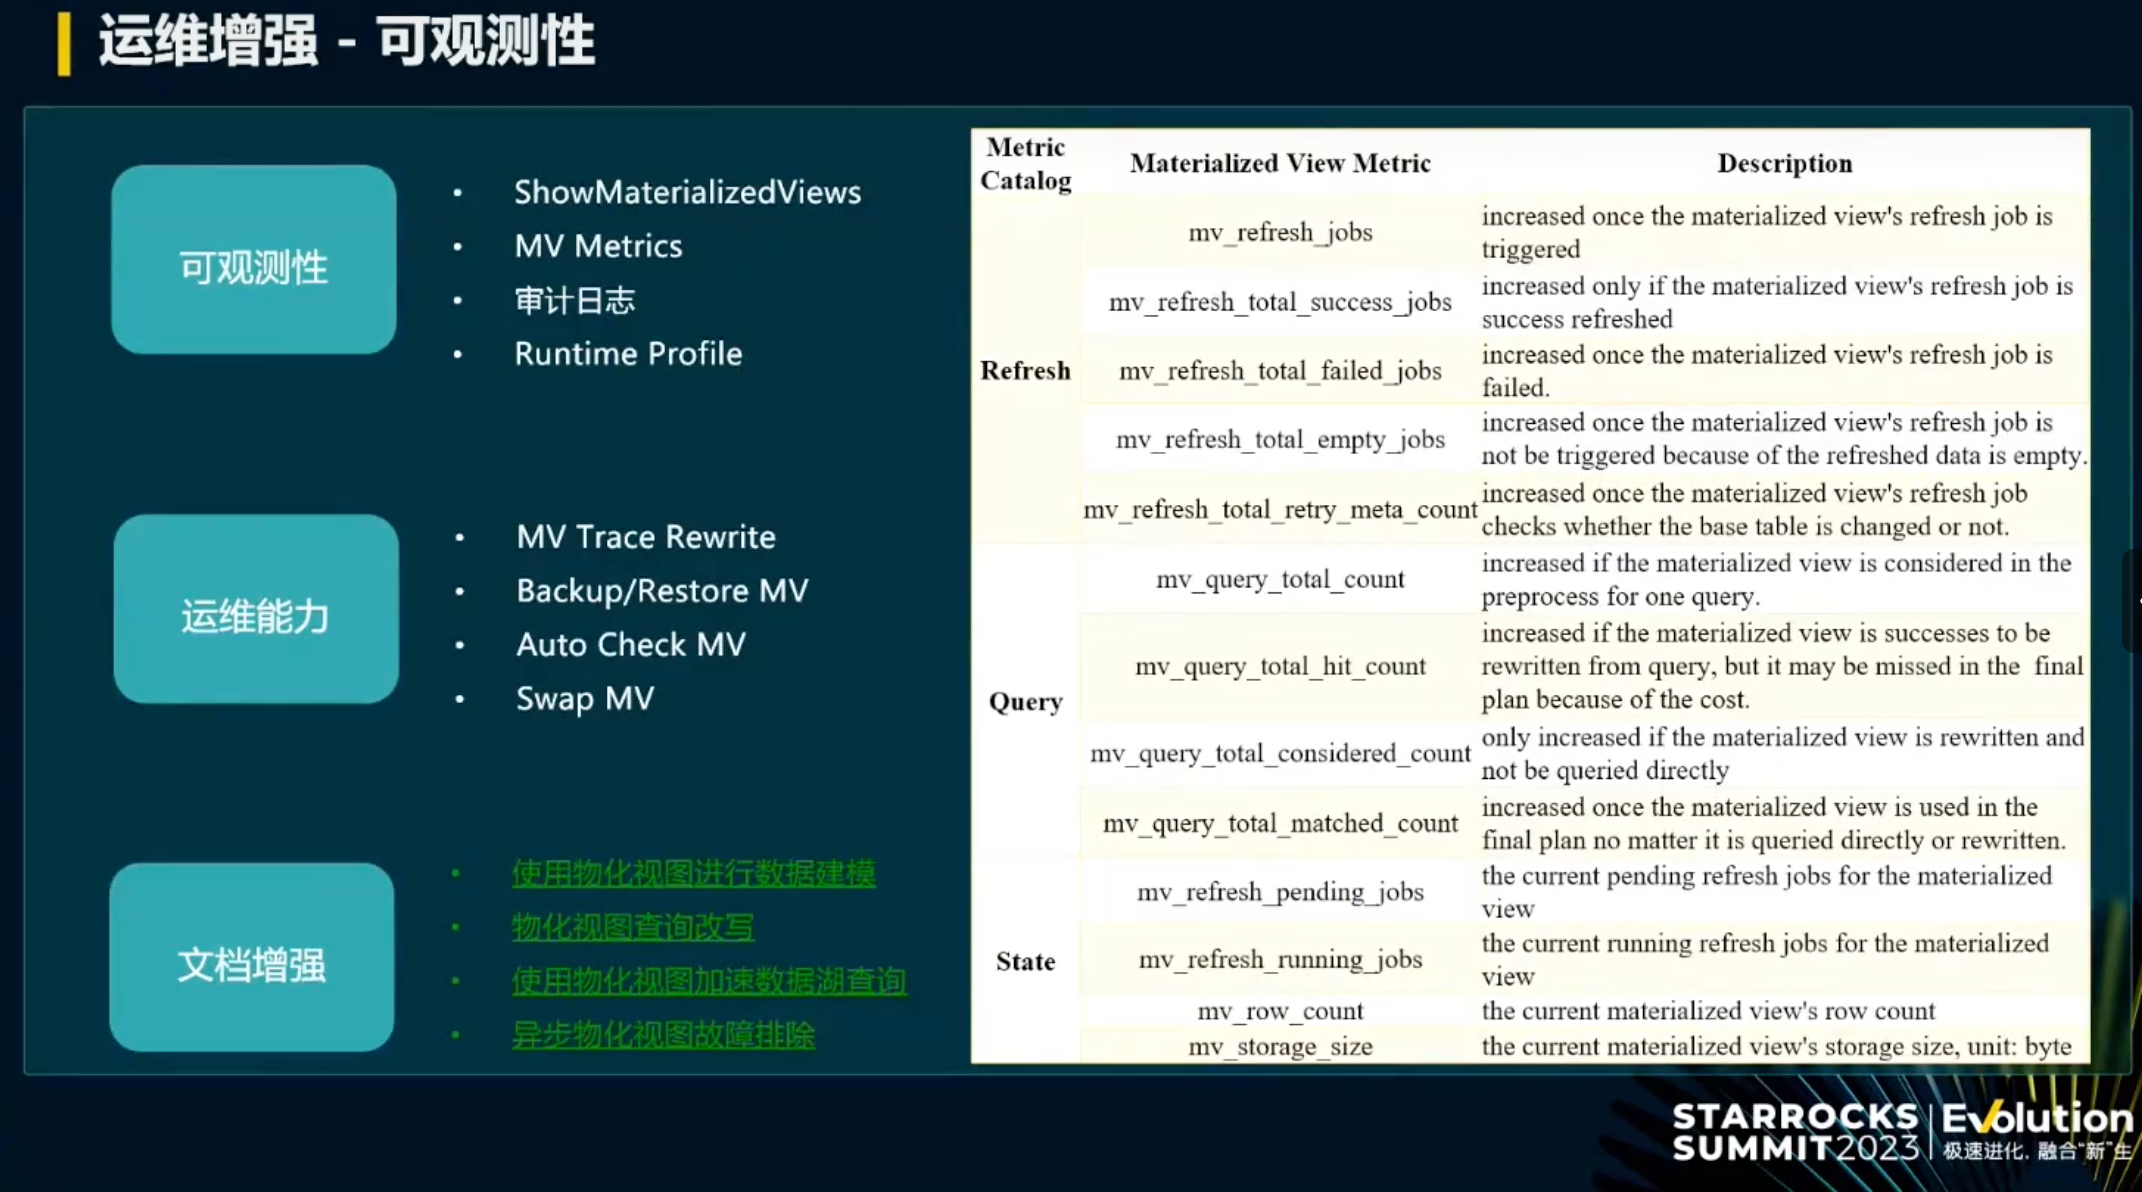 运维增强 - 可观测性
可观测性
• ShowMaterializedViews
• MV Metrics
• 审计日志
• Runtime Profile
运维能力
• MV Trace Rewrite
• Backup/Restore MV
• Auto Check MV
• Swap MV
文档增强
• 使用物化视图进行数据建模
• 物化视图查询改写
• 使用物化视图加速数据湖查询
• 异步物化视图故障排除
Metric
Catalog
Materialized View Metric
Description
Refresh
mv_refresh_jobs
increased once the materialized view's refresh job is
triggered
mv_refresh_total_success_jobs
increased only if the materialized view's refresh job is
success refreshed
mv_refresh_total_failed_jobs
increased once the materialized view's refresh job is
failed.
mv_refresh_total_empty_jobs
increased once the materialized view's refresh job is
not be triggered because of the refreshed data is empty.
mv_refresh_total_retry_meta_count
increased once the materialized view's refresh job
checks whether the base table is changed or not.
Query
mv_query_total_count
increased if the materialized view is considered in the
preprocess for one query.
mv_query_total_hit_count
increased if the materialized view is successes to be
rewritten from query, but it may be missed in the final
plan because of the cost.
mv_query_total_considered_count
only increased if the materialized view is rewritten and
not be queried directly
mv_query_total_matched_count
increased once the materialized view is used in the
final plan no matter it is queried directly or rewritten.
State
mv_refresh_pending_jobs
the current pending refresh jobs for the materialized
view
mv_refresh_running_jobs
the current running refresh jobs for the materialized
view
mv_row_count
the current materialized view's row count
mv_storage_size
the current materialized view's storage size, unit: byte
STARROCKS
SUMMIT2023
Evolution
极速进化, 融合“新”生